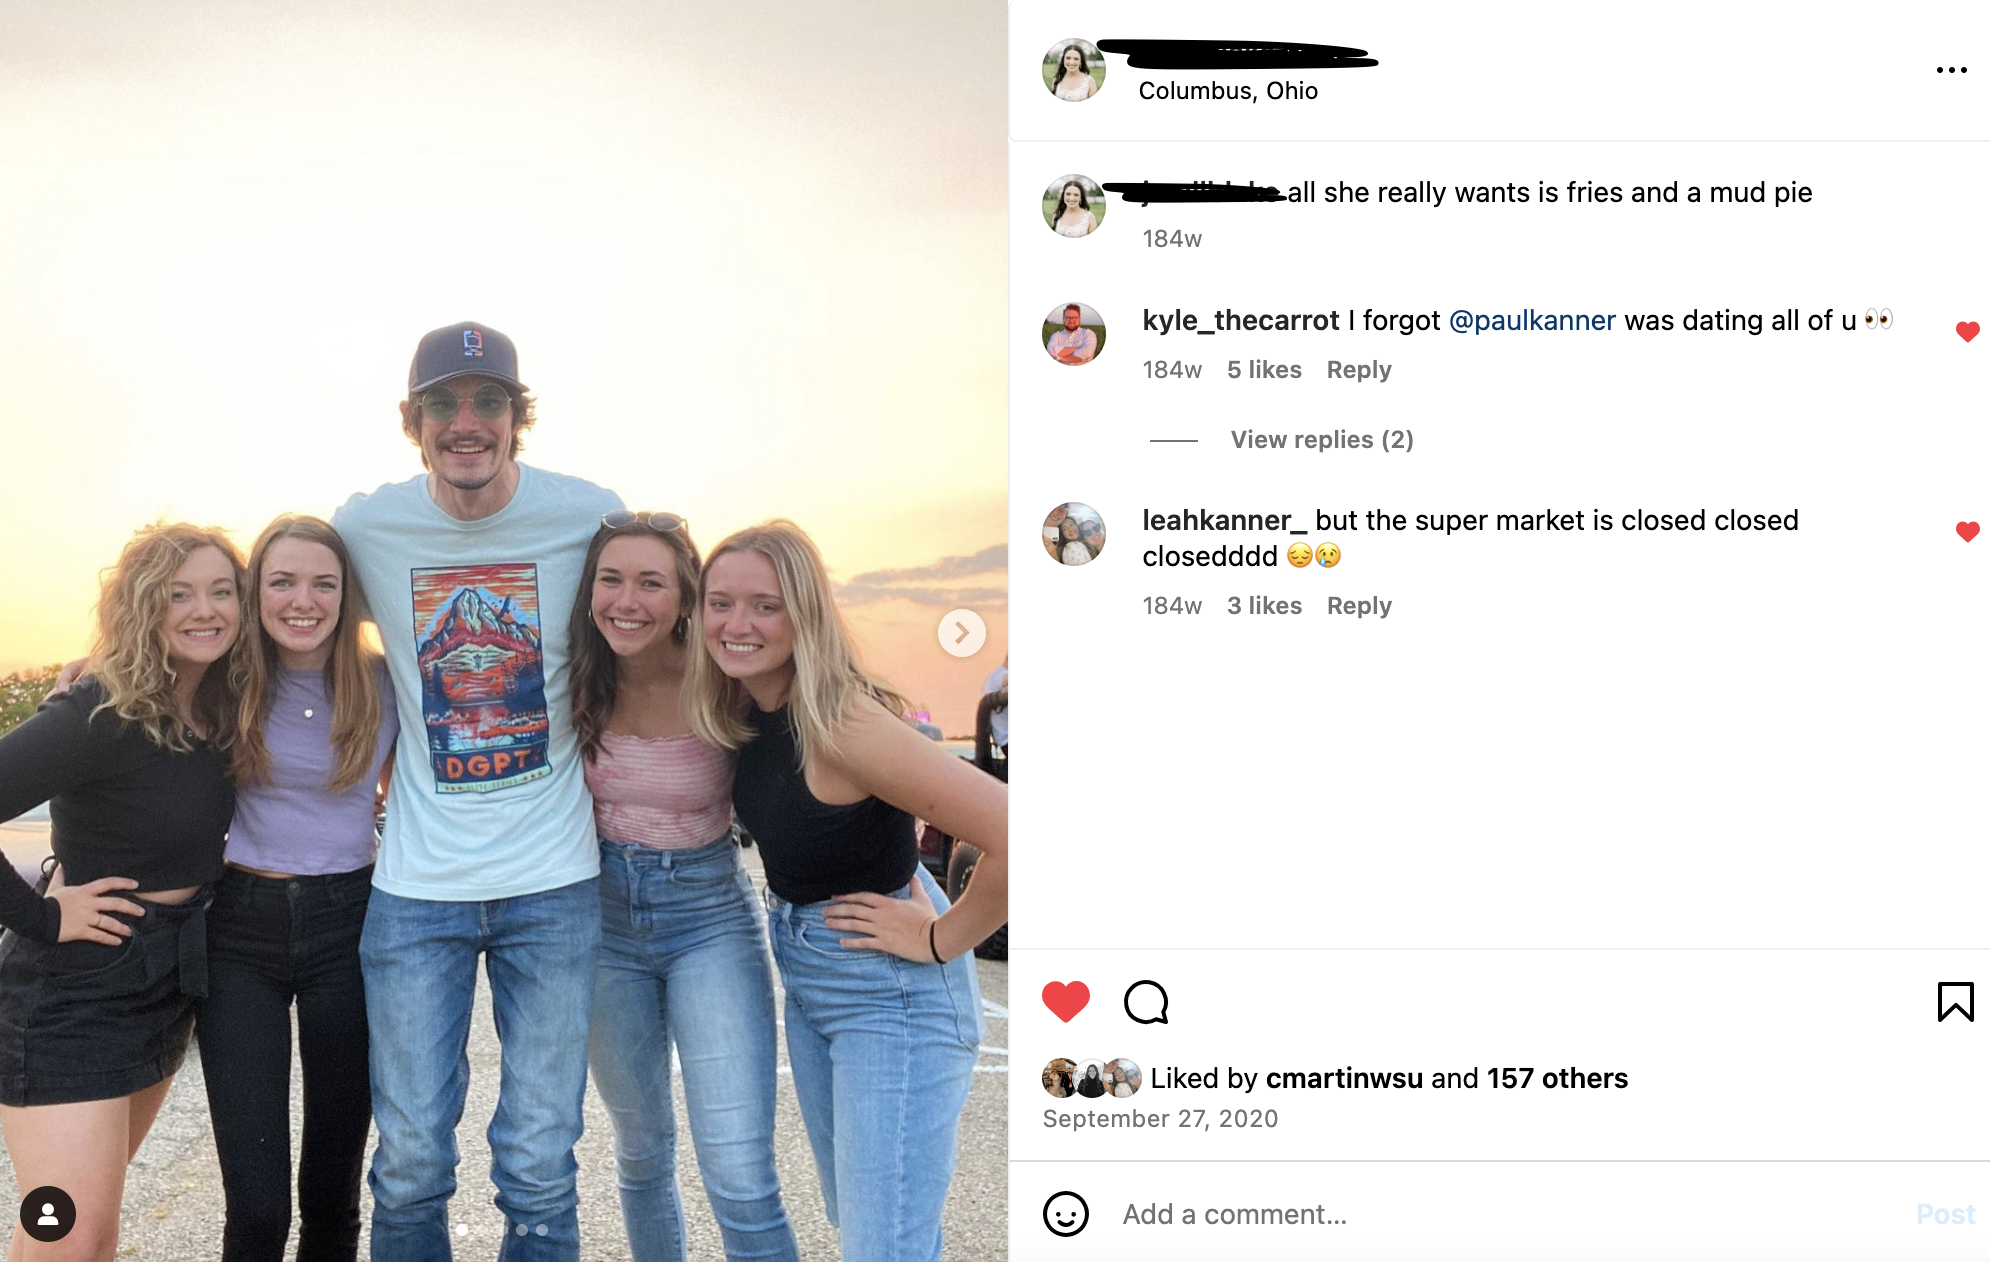 DGPT
Columbus, Ohio
all she really wants is fries and a mud pie
184w
kyle_thecarrot I forgot @paulkanner was dating all of u 👀
184w 5 likes Reply
View replies (2)
leahkanner_ but the super market is closed closed
closedddd 😔😢
184w 3 likes Reply
Liked by cmartinwsu and 157 others
September 27, 2020
Add a comment... Post